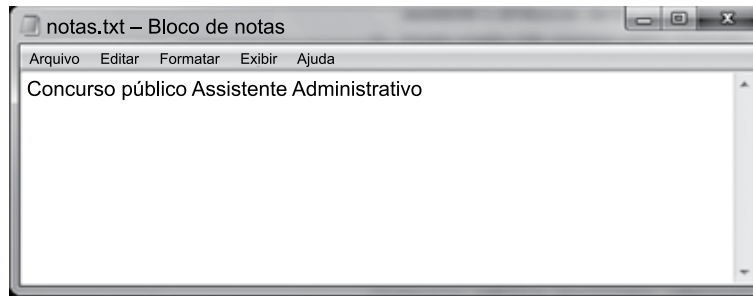 notas.txt – Bloco de notas
Arquivo Editar Formatar Exibir Ajuda
Concurso público Assistente Administrativo